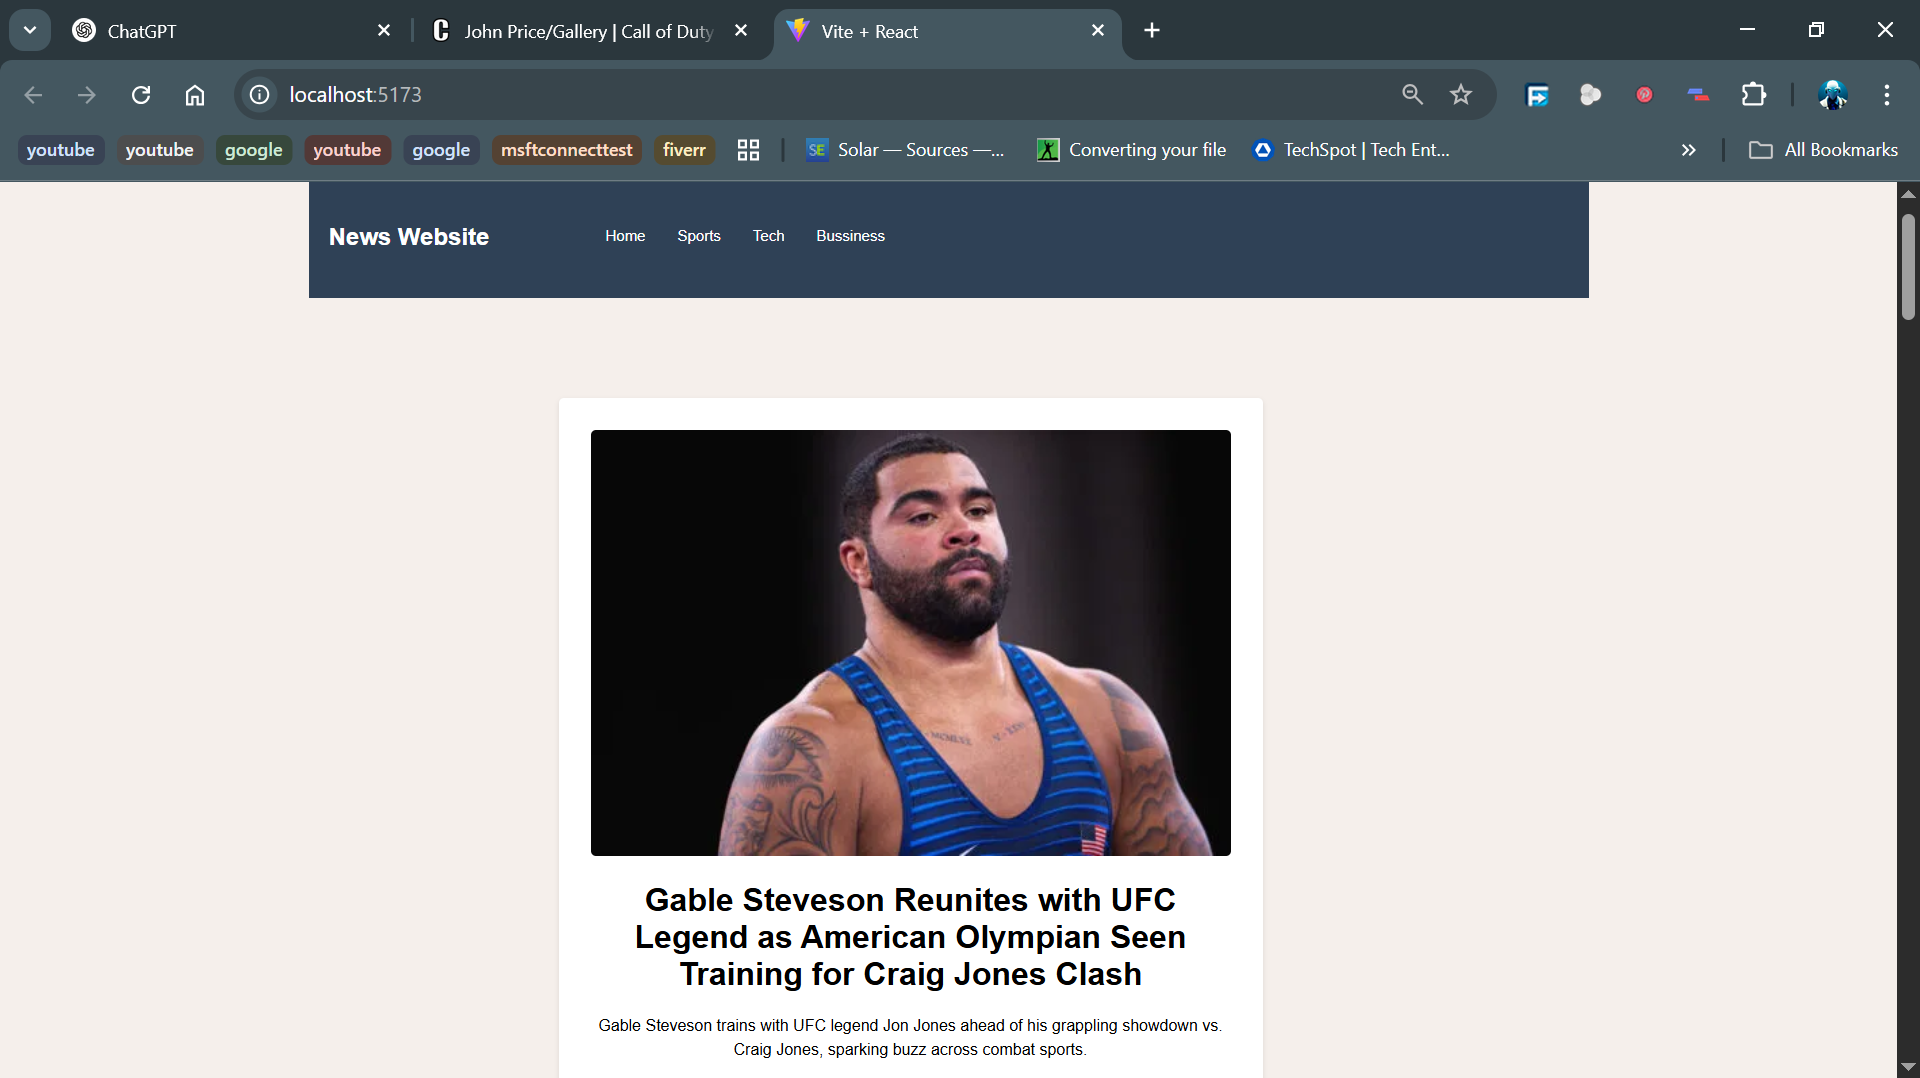 ChatGPT
John Price/Gallery | Call of Duty
Vite + React
localhost:5173
youtube
youtube
google
youtube
google
msftconnecttest
fiverr
SE
Solar — Sources —...
Converting your file
TechSpot | Tech Ent...
All Bookmarks
News Website
Home
Sports
Tech
Bussiness
Gable Steveson Reunites with UFC
Legend as American Olympian Seen
Training for Craig Jones Clash
Gable Steveson trains with UFC legend Jon Jones ahead of his grappling showdown vs.
Craig Jones, sparking buzz across combat sports.